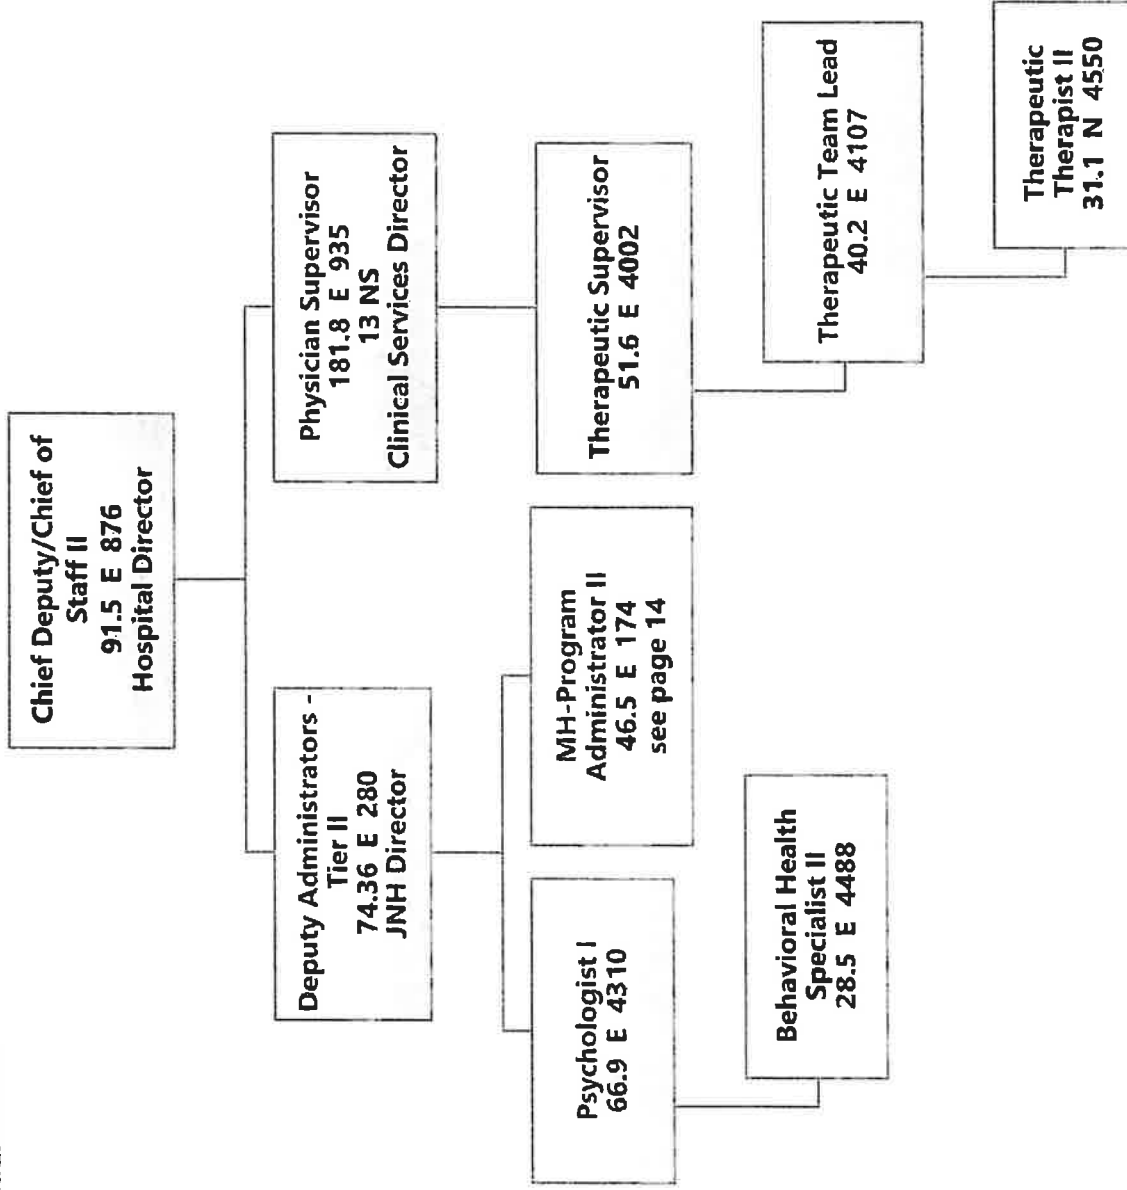 Chief Deputy/Chief of
Staff II
91.5 E 876
Hospital Director
Deputy Administrators -
Tier II
74.36 E 280
JNH Director
Physician Supervisor
181.8 E 935
13 NS
Clinical Services Director
Psychologist I
66.9 E 4310
MH-Program
Administrator II
46.5 E 174
see page 14
Therapeutic Supervisor
51.6 E 4002
Behavioral Health
Specialist II
28.5 E 4488
Therapeutic Team Lead
40.2 E 4107
Therapeutic
Therapist II
31.1 N 4550